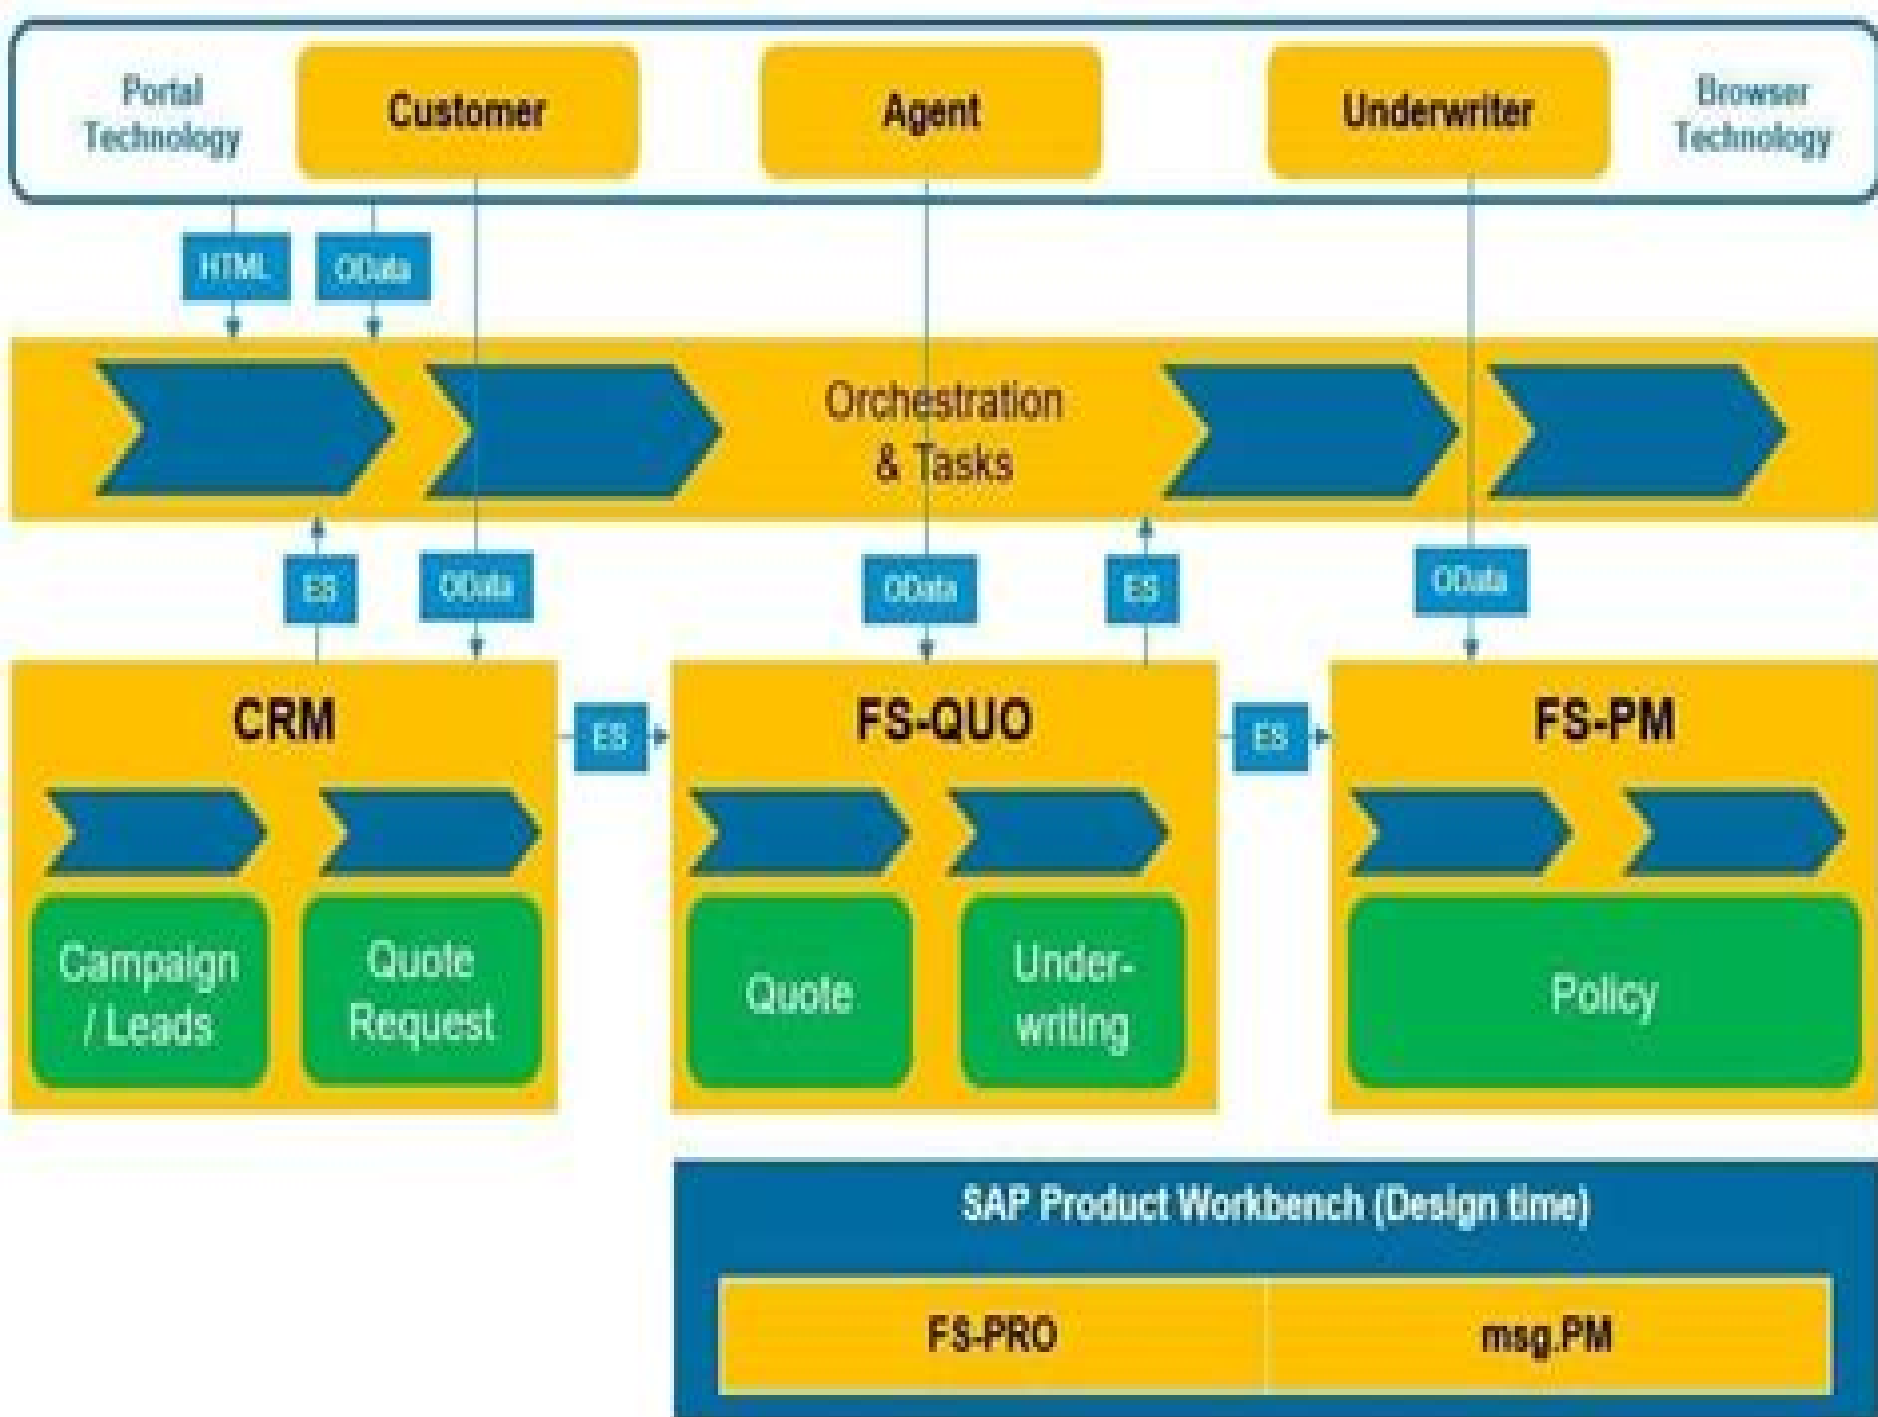 Portal
Technology
Customer
Agent
Underwriter
Browser
Technology
HTML
OData
Orchestration
& Tasks
ES
OData
OData
ES
OData
CRM
ES
FS-QUO
ES
FS-PM
Campaign
/ Leads
Quote
Request
Quote
Under-
writing
Policy
SAP Product Workbench (Design time)
FS-PRO
msg.PM